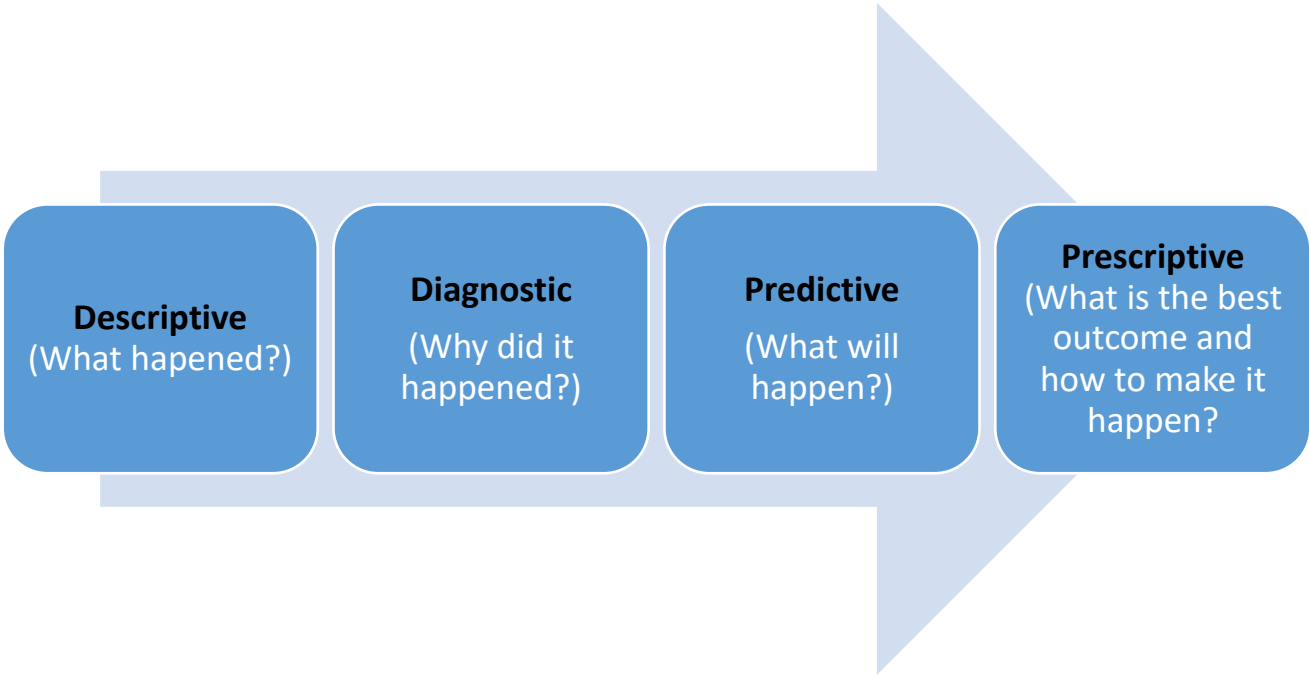 Descriptive
(What hapened?)
Diagnostic
(Why did it
happened?)
Predictive
(What will
happen?)
Prescriptive
(What is the best
outcome and
how to make it
happen?